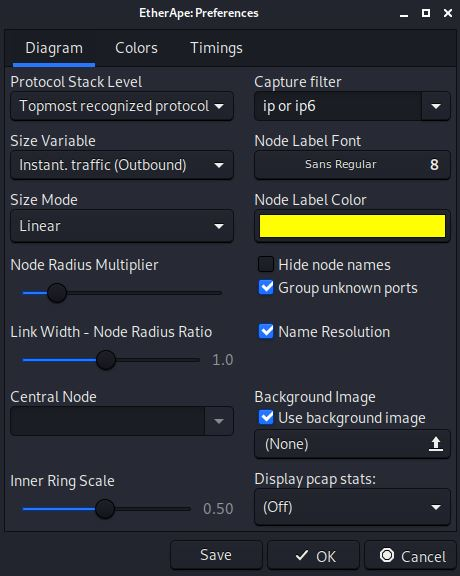 EtherApe: Preferences
Diagram Colors Timings
Protocol Stack Level
Topmost recognized protocol
Capture filter
ip or ip6
Size Variable
Instant. traffic (Outbound)
Node Label Font
Sans Regular 8
Size Mode
Linear
Node Label Color
Node Radius Multiplier
Hide node names
Group unknown ports
Link Width - Node Radius Ratio
1.0
Name Resolution
Central Node
Background Image
Use background image
(None)
Inner Ring Scale
0.50
Display pcap stats:
(Off)
Save OK Cancel